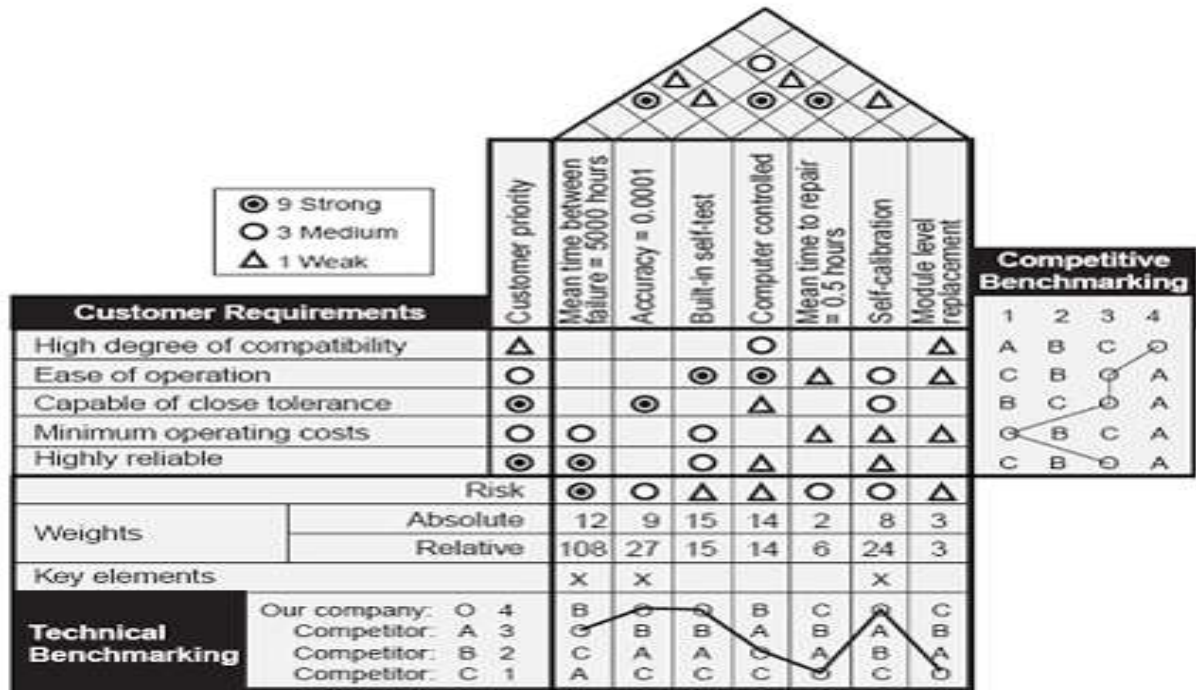 9 Strong
3 Medium
1 Weak
Customer priority
Mean time between
failure = 5000 hours
Accuracy = 0.0001
Built-in self-test
Computer controlled
Mean time to repair
= 0.5 hours
Self-calibration
Module level
replacement
Competitive
Benchmarking
Customer Requirements
1 2 3 4
High degree of compatibility
A B C O
Ease of operation
C B O A
Capable of close tolerance
B C O A
Minimum operating costs
O B C A
Highly reliable
C B O A
Risk
Weights
Absolute 12 9 15 14 2 8 3
Relative 108 27 15 14 6 24 3
Key elements X X X
Technical
Benchmarking
Our company: O 4 B O O B C O C
Competitor: A 3 O B B A B A B
Competitor: B 2 C A A O A B A
Competitor: C 1 A C C C O C O